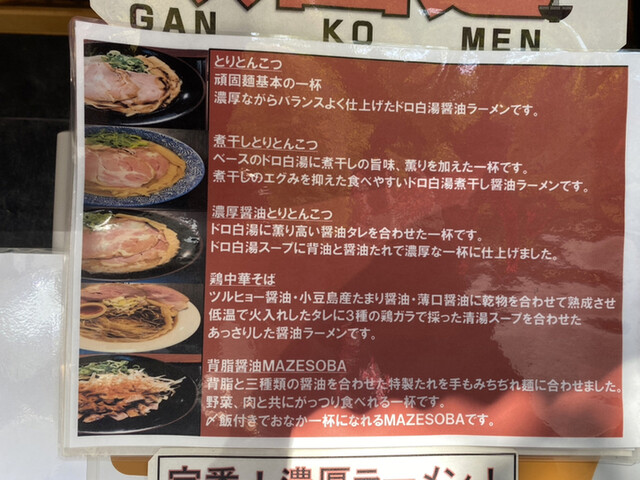 GAN KO MEN
とりとんこつ
頑固麺基本の一杯
濃厚ながらバランスよく仕上げたドロ白湯醤油ラーメンです。
煮干しとりとんこつ
ベースのドロ白湯に煮干しの旨味、薫りを加えた一杯です。
煮干しのエグみを抑えた食べやすいドロ白湯煮干し醤油ラーメンです。
濃厚醤油とりとんこつ
ドロ白湯に薫り高い醤油タレを合わせた一杯です。
ドロ白湯スープに背油と醤油たれで濃厚な一杯に仕上げました。
鶏中華そば
ツルヒョー醤油・小豆島産たまり醤油・薄口醤油に乾物を合わせて熟成させ
低温で火入れしたタレに3種の鶏ガラで採った清湯スープを合わせた
あっさりした醤油ラーメンです。
背脂醤油MAZESOBA
背脂と三種類の醤油を合わせた特製たれを手もみちぢれ麺に合わせました。
野菜、肉と共にがっつり食べれる一杯です。
〆飯付きでおなか一杯になれるMAZESOBAです。
定番!濃厚ラーメン!